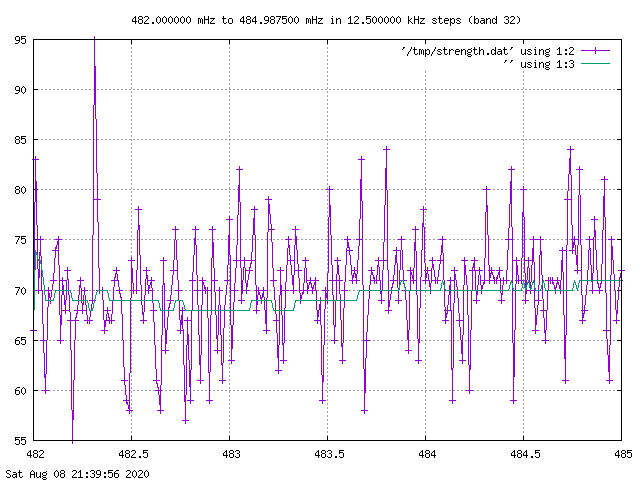 482.000000 mHz to 484.987500 mHz in 12.500000 kHz steps (band 32)
'/tmp/strength.dat' using 1:2
'' using 1:3
95
90
85
80
75
70
65
60
55
482 482.5 483 483.5 484 484.5 485
Sat Aug 08 21:39:56 2020